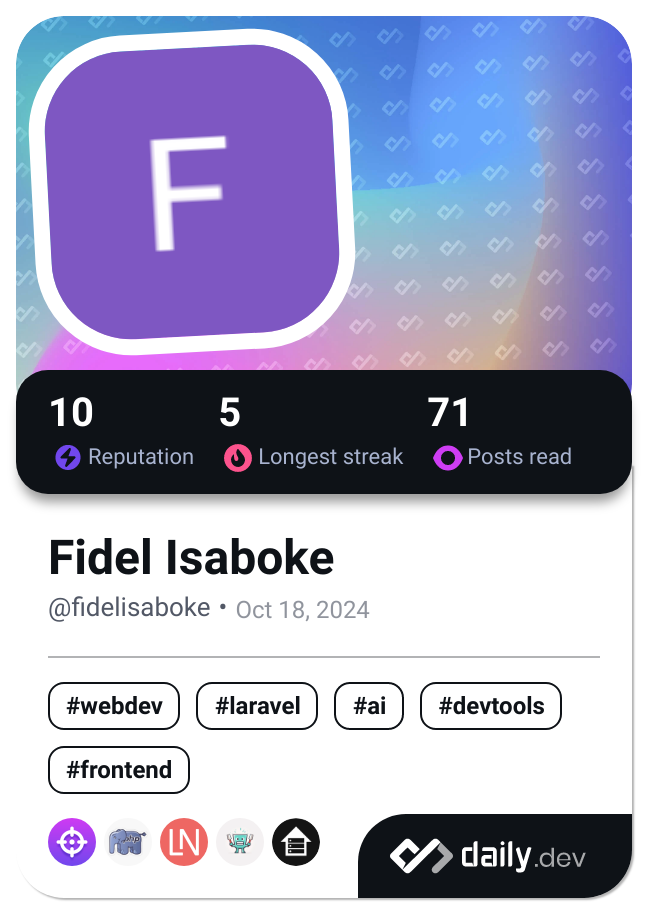 F
10 5 71
Reputation Longest streak Posts read
Fidel Isaboke
@fidelisaboke • Oct 18, 2024
#webdev #laravel #ai #devtools
#frontend
php LN
daily.dev